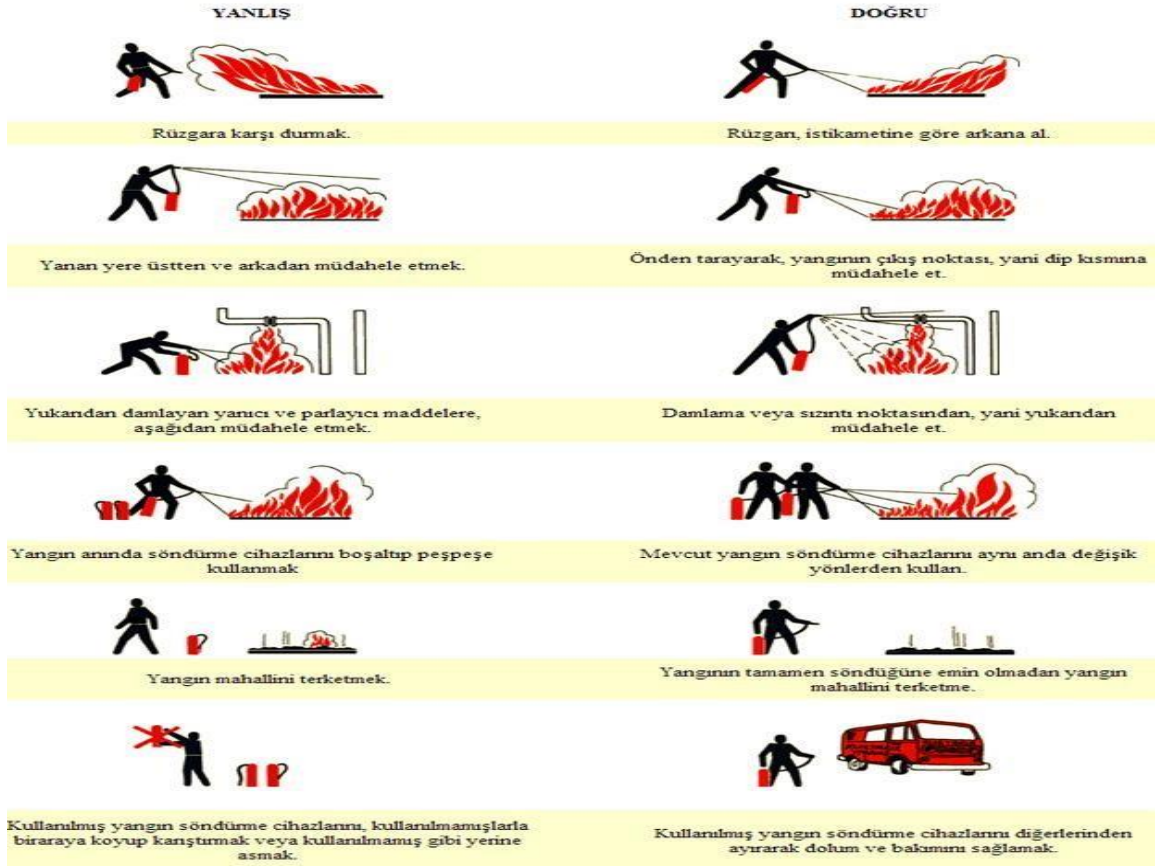 YANLIŞ
DOĞRU
Rüzgara karşı durmak.
Rüzgarı, istikametine göre arkana al.
Yanan yere üstten ve arkadan müdahele etmek.
Önden tarayarak, yangının çıkış noktası, yani dip kısmına
müdahele et.
Yukarıdan damlayan yanıcı ve parlayıcı maddelere,
aşağıdan müdahele etmek.
Damlama veya sızıntı noktasından, yani yukarıdan
müdahele et.
Yangın anında söndürme cihazlarını boşaltıp peşpeşe
kullanmak
Mevcut yangın söndürme cihazlarını aynı anda değişik
yönlerden kullan.
Yangın mahallini terketmek.
Yangının tamamen söndüğüne emin olmadan yangın
mahallini terketme.
Kullanılmış yangın söndürme cihazlarını, kullanılmamışlarla
biraraya koyup karıştırmak veya kullanılmamış gibi yerine
asmak.
Kullanılmış yangın söndürme cihazlarını diğerlerinden
ayırarak dolum ve bakımını sağlamak.